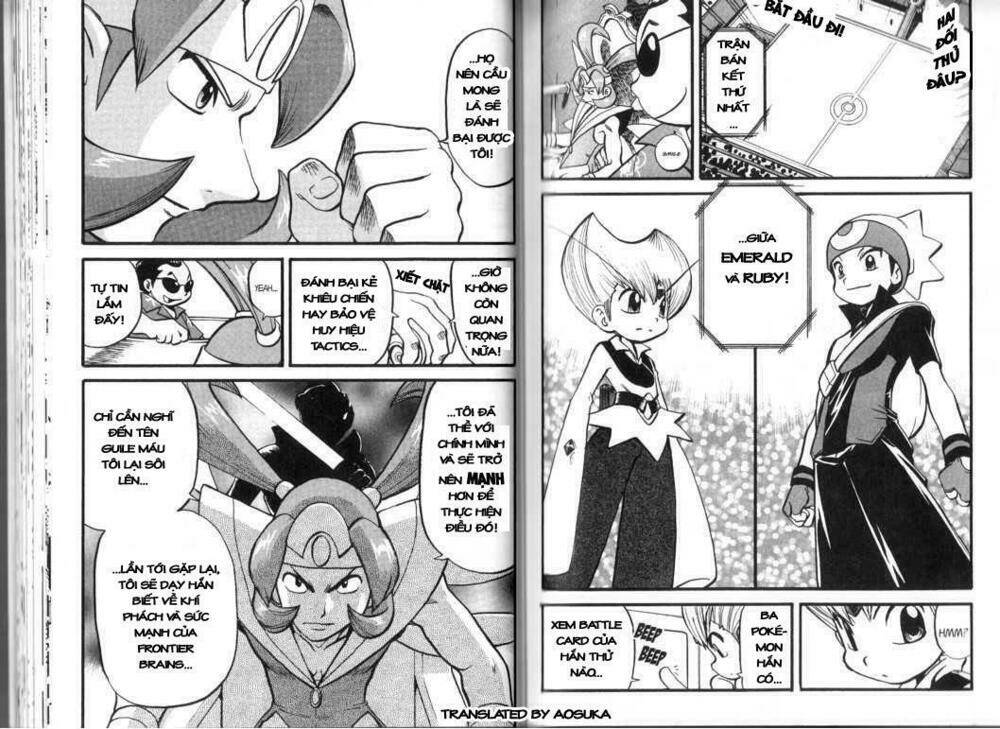 HAI
ĐỐI
THỦ
ĐÂU?
BẮT ĐẦU ĐI!
TRẬN
BÁN
KẾT
THỨ
NHẤT
...
SMILE
...GIỮA
EMERALD
VÀ RUBY!
HMM?
BA
POKÉ-
MON
HẮN
CÓ...
BEEP
BEEP
XEM BATTLE
CARD CỦA
HẮN THỬ
NÀO...
HỌ
NÊN CẦU
MONG
LÀ SẼ
ĐÁNH
BẠI ĐƯỢC
TÔI!
...GIỜ
KHÔNG
CÒN
QUAN
TRỌNG
NỮA!
XIẾT CHẶT
ĐÁNH BẠI KẺ
KHIÊU CHIẾN
HAY BẢO VỆ
HUY HIỆU
TACTICS...
YEAH...
TỰ TIN
LẮM
ĐẤY!
...TÔI ĐÃ
THỀ VỚI
CHÍNH MÌNH
VÀ SẼ TRỞ
NÊN MẠNH
HƠN ĐỂ
THỰC HIỆN
ĐIỀU ĐÓ!
CHỈ CẦN NGHĨ
ĐẾN TÊN
GUILE MÁU
TÔI LẠI SÔI
LÊN...
...LẦN TỚI GẶP LẠI,
TÔI SẼ DẠY HẮN
BIẾT VỀ KHÍ
PHÁCH VÀ SỨC
MẠNH CỦA
FRONTIER
BRAINS...
TRANSLATED BY AOSUKA